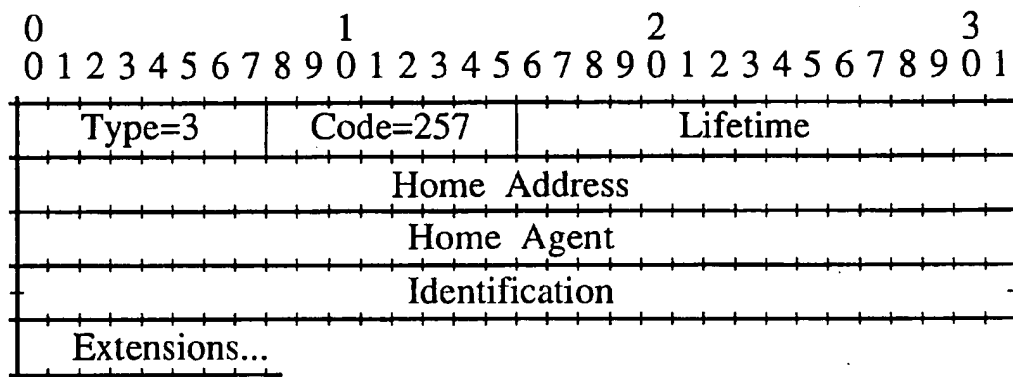 0 1 2 3
0 1 2 3 4 5 6 7 8 9 0 1 2 3 4 5 6 7 8 9 0 1 2 3 4 5 6 7 8 9 0 1
Type=3 Code=257 Lifetime
Home Address
Home Agent
Identification
Extensions...